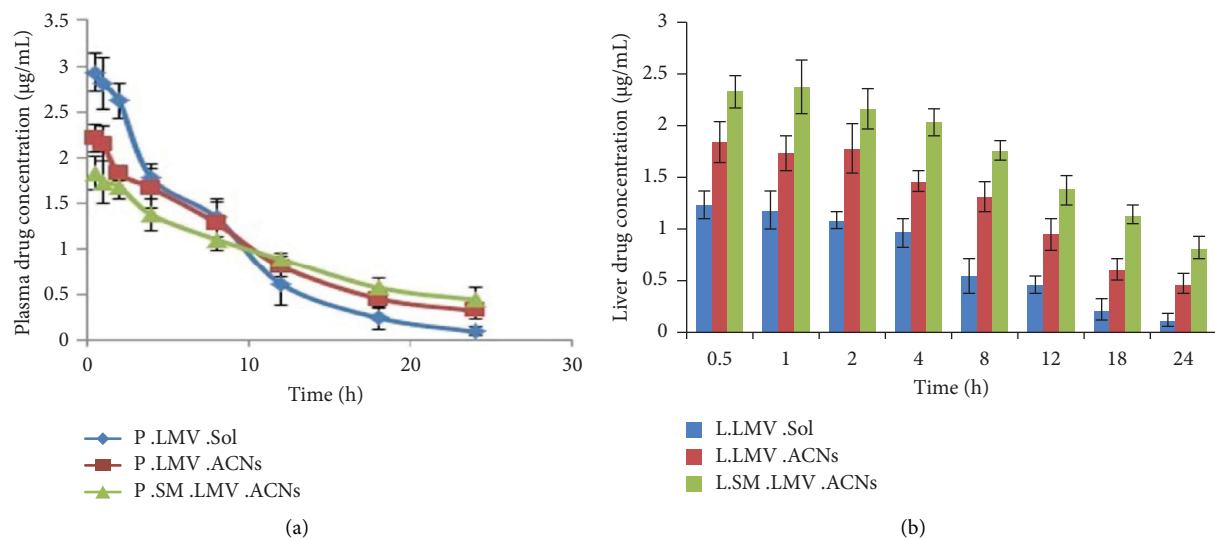 3.5
3
2.5
2
1.5
1
0.5
0
Plasma drug concentration (µg/mL)
0 10 20 30
Time (h)
P .LMV .Sol
P .LMV .ACNs
P .SM .LMV .ACNs
(a)
3
2.5
2
1.5
1
0.5
0
Liver drug concentration (µg/mL)
0.5 1 2 4 8 12 18 24
Time (h)
L.LMV .Sol
L.LMV .ACNs
L.SM .LMV .ACNs
(b)